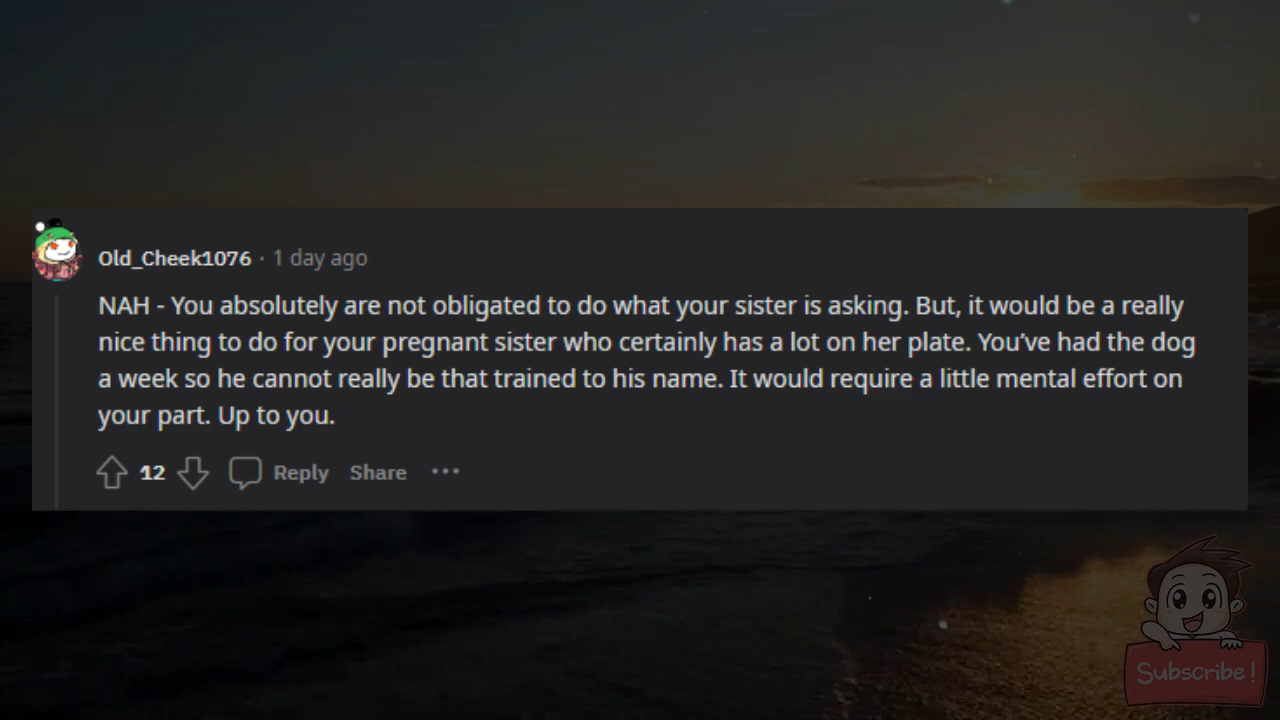 Old_Cheek1076 · 1 day ago
NAH - You absolutely are not obligated to do what your sister is asking. But, it would be a really
nice thing to do for your pregnant sister who certainly has a lot on her plate. You’ve had the dog
a week so he cannot really be that trained to his name. It would require a little mental effort on
your part. Up to you.
12 Reply Share •••
Subscribe!